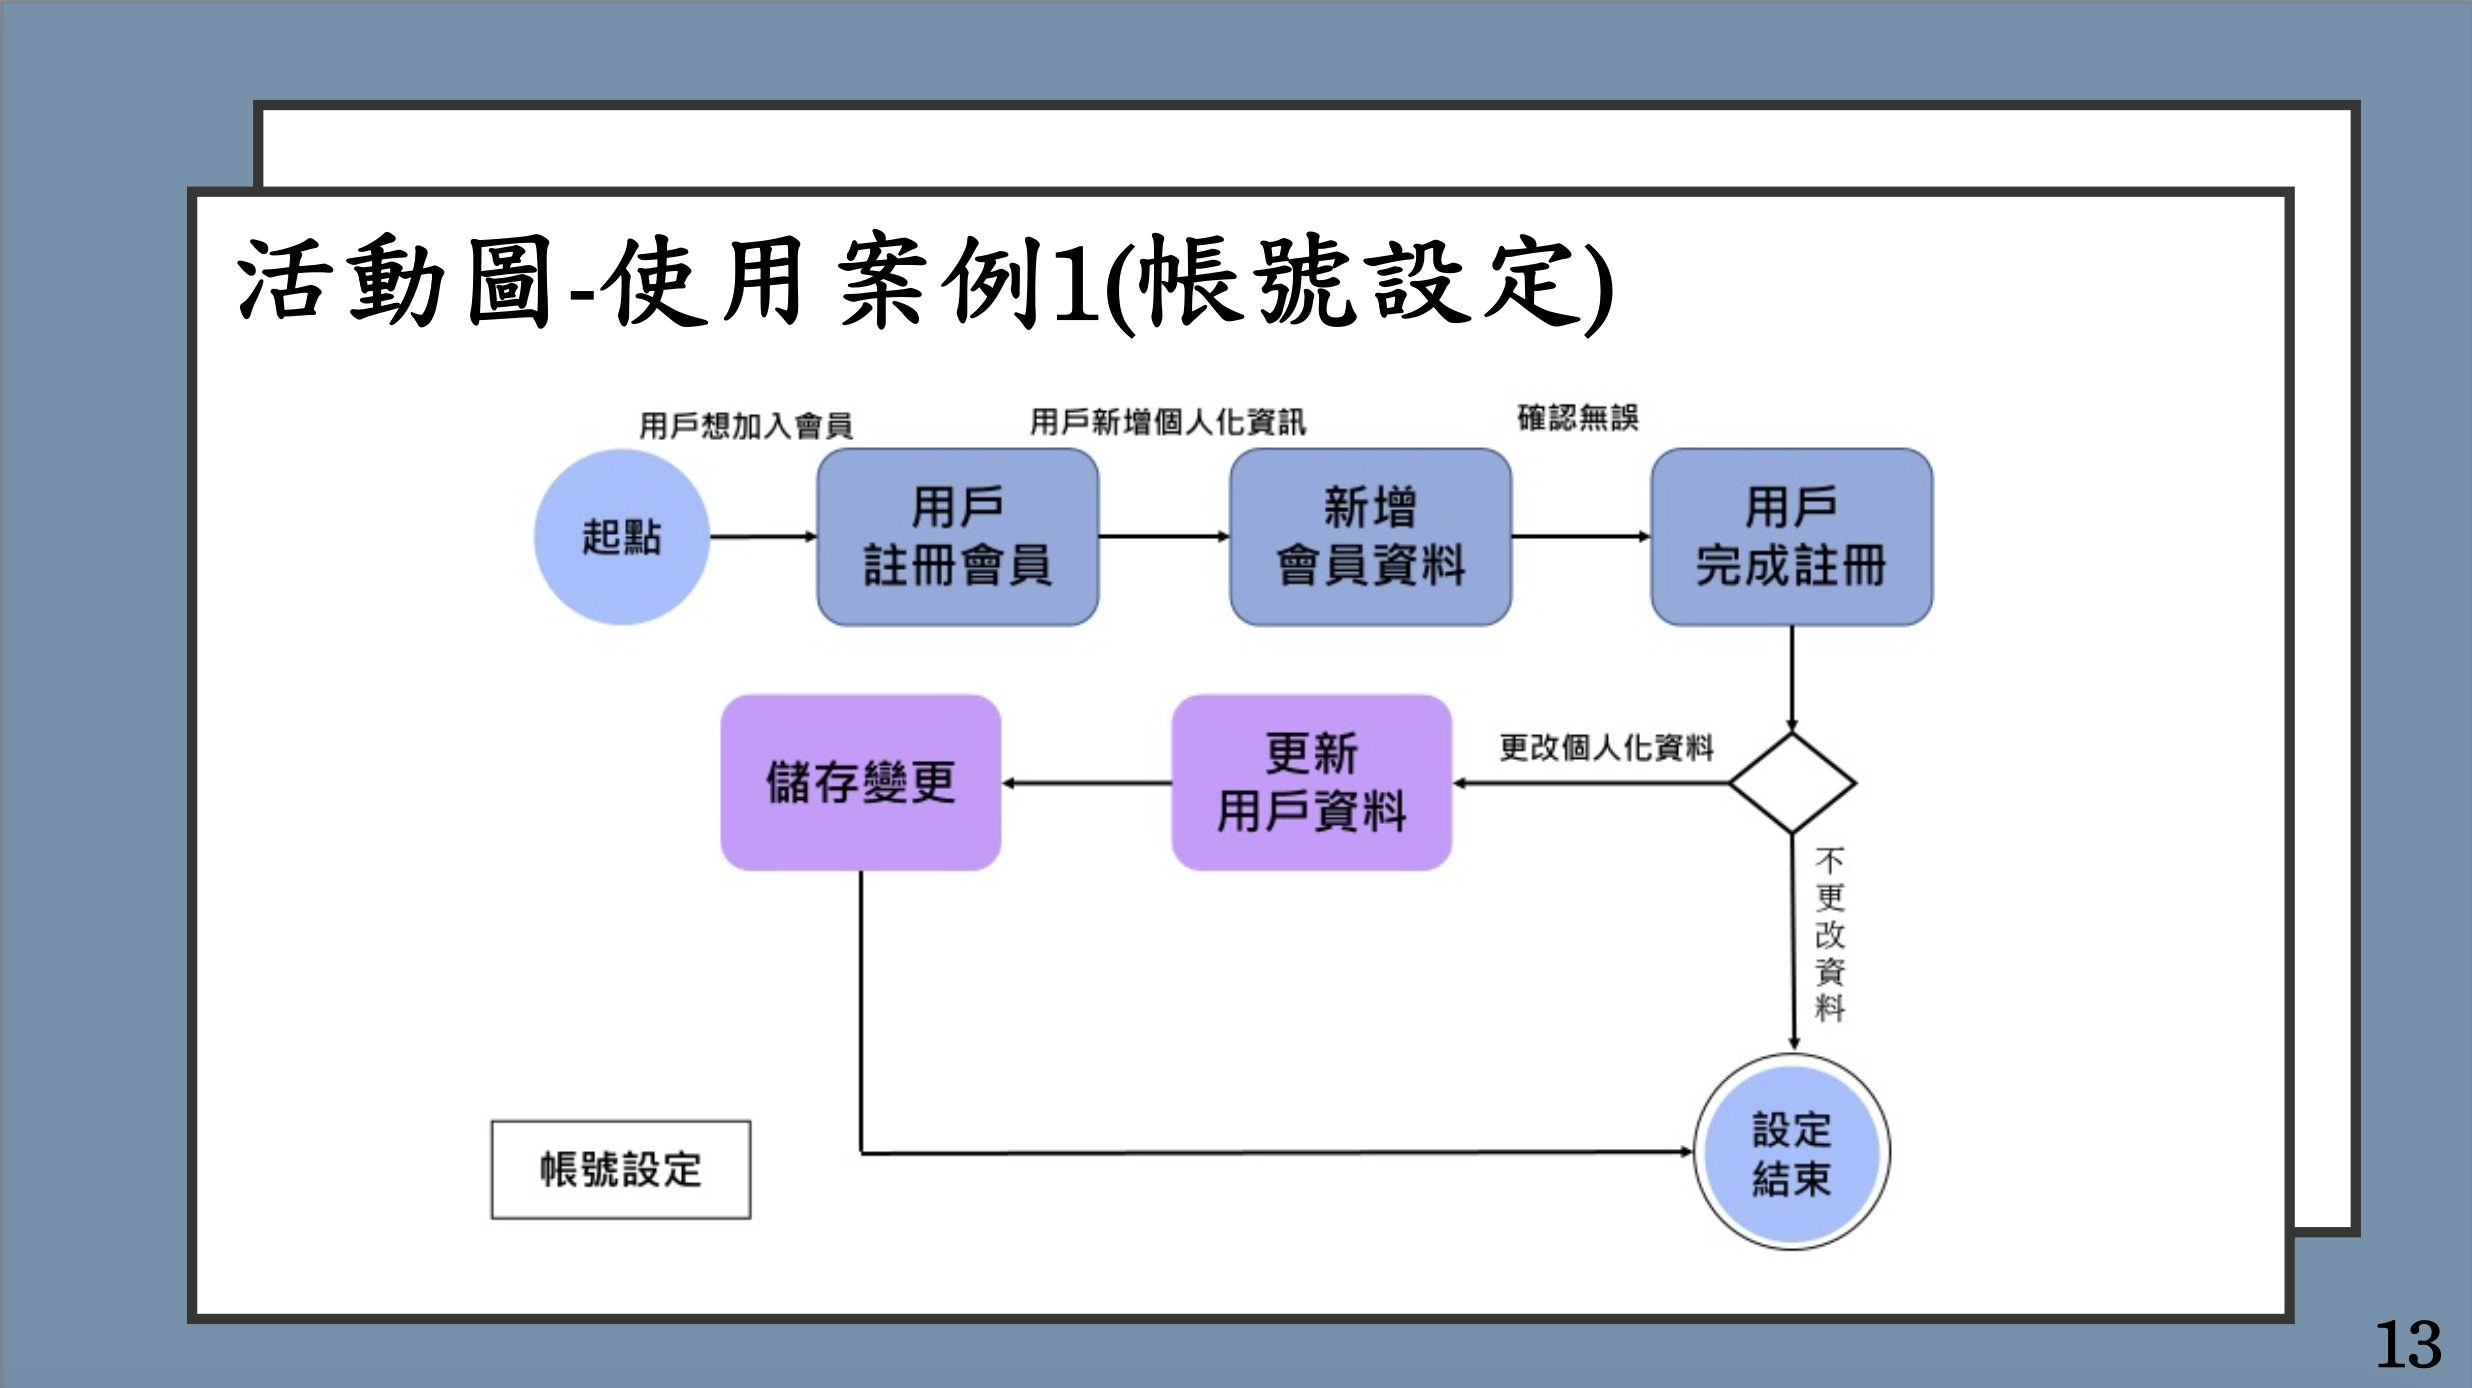 活動圖-使用案例1(帳號設定)
用戶想加入會員
用戶新增個人化資訊
確認無誤
起點
用戶
註冊會員
新增
會員資料
用戶
完成註冊
儲存變更
更新
用戶資料
更改個人化資料
不更改資料
帳號設定
設定
結束
13